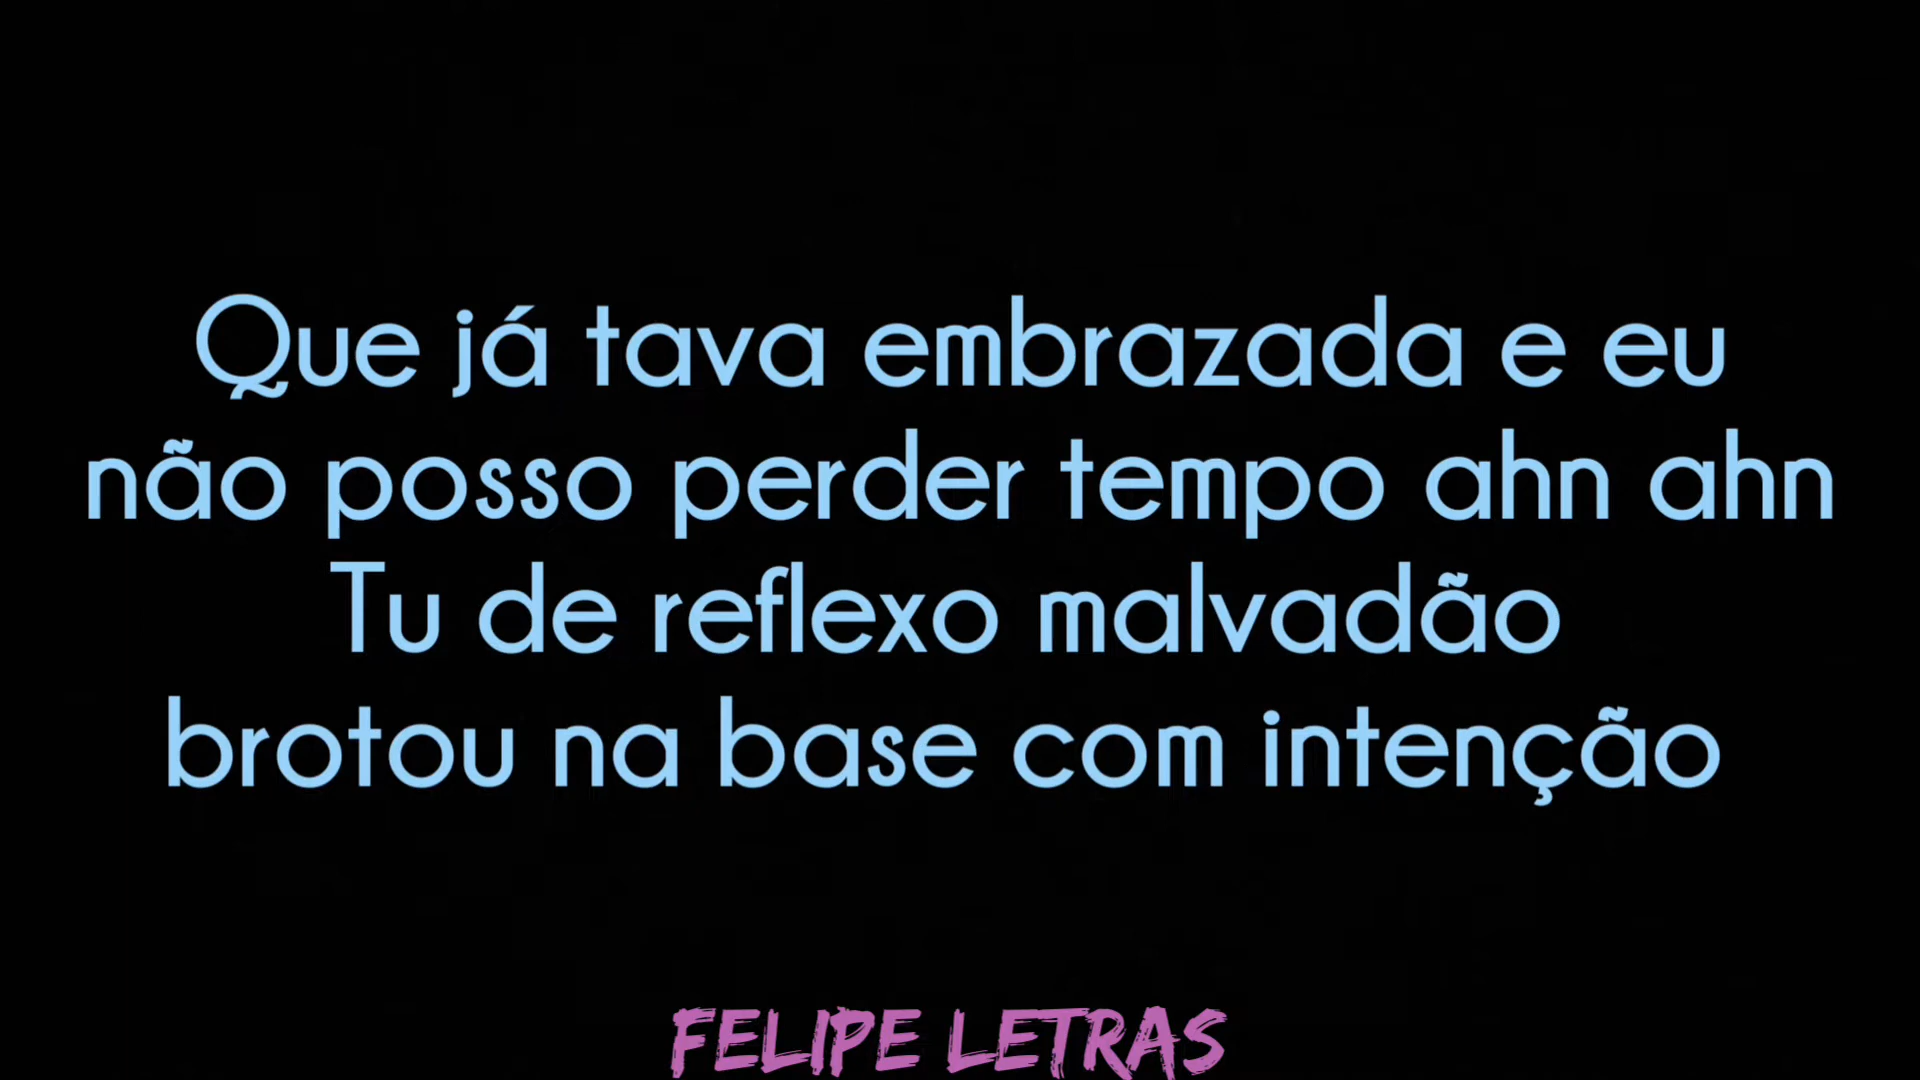 Que já tava embrazada e eu
não posso perder tempo ahn ahn
Tu de reflexo malvadão
brotou na base com intenção
FELIPE LETRAS